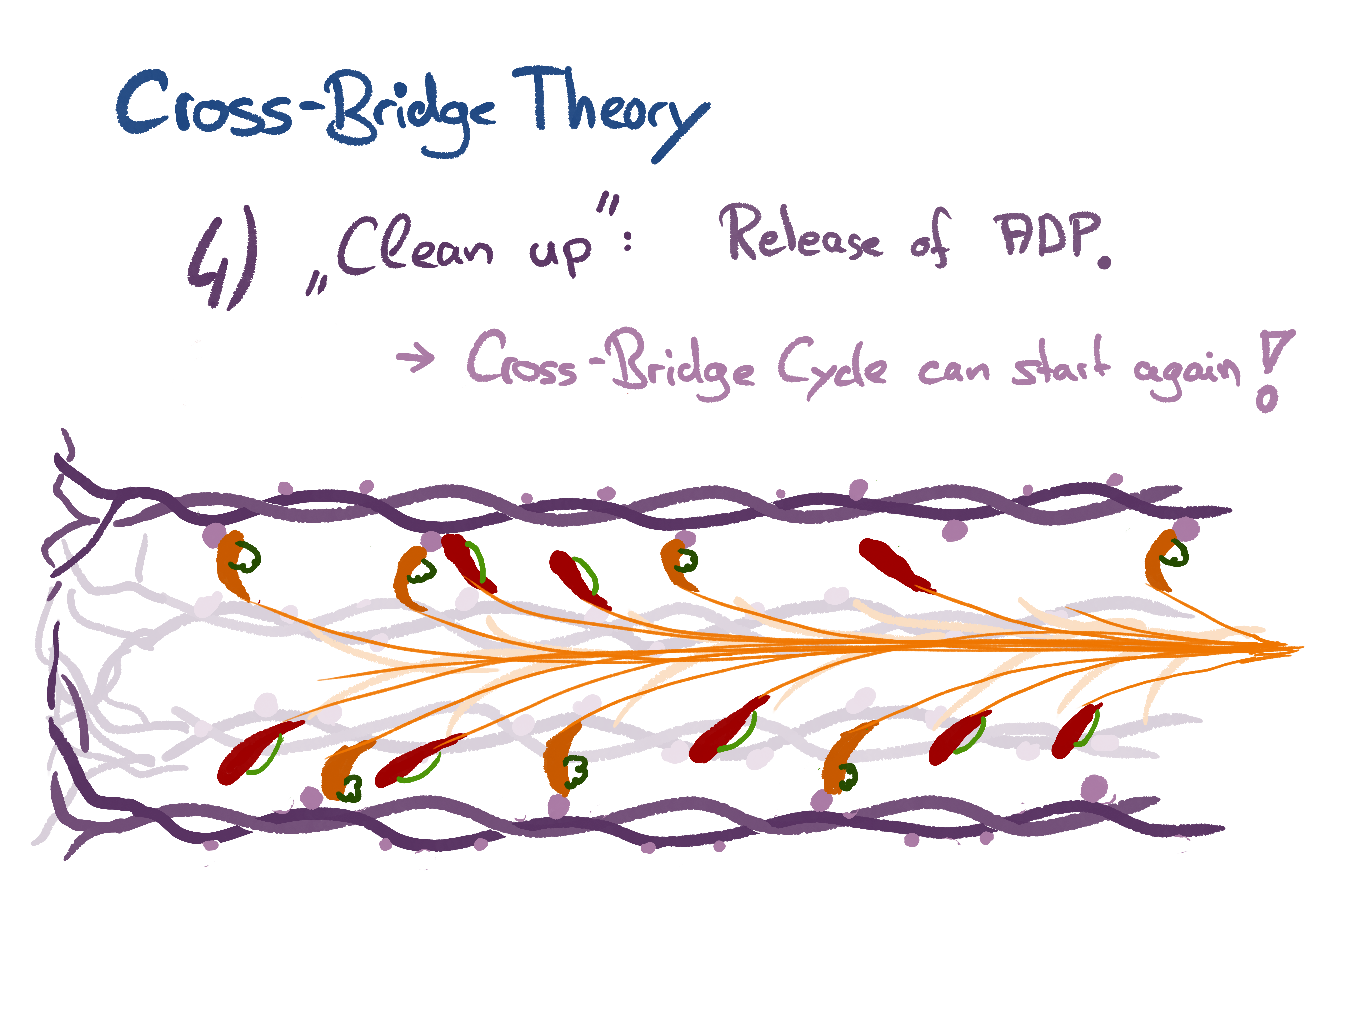 Cross-Bridge Theory
4) „Clean up": Release of ADP.
→ Cross-Bridge Cycle can start again!